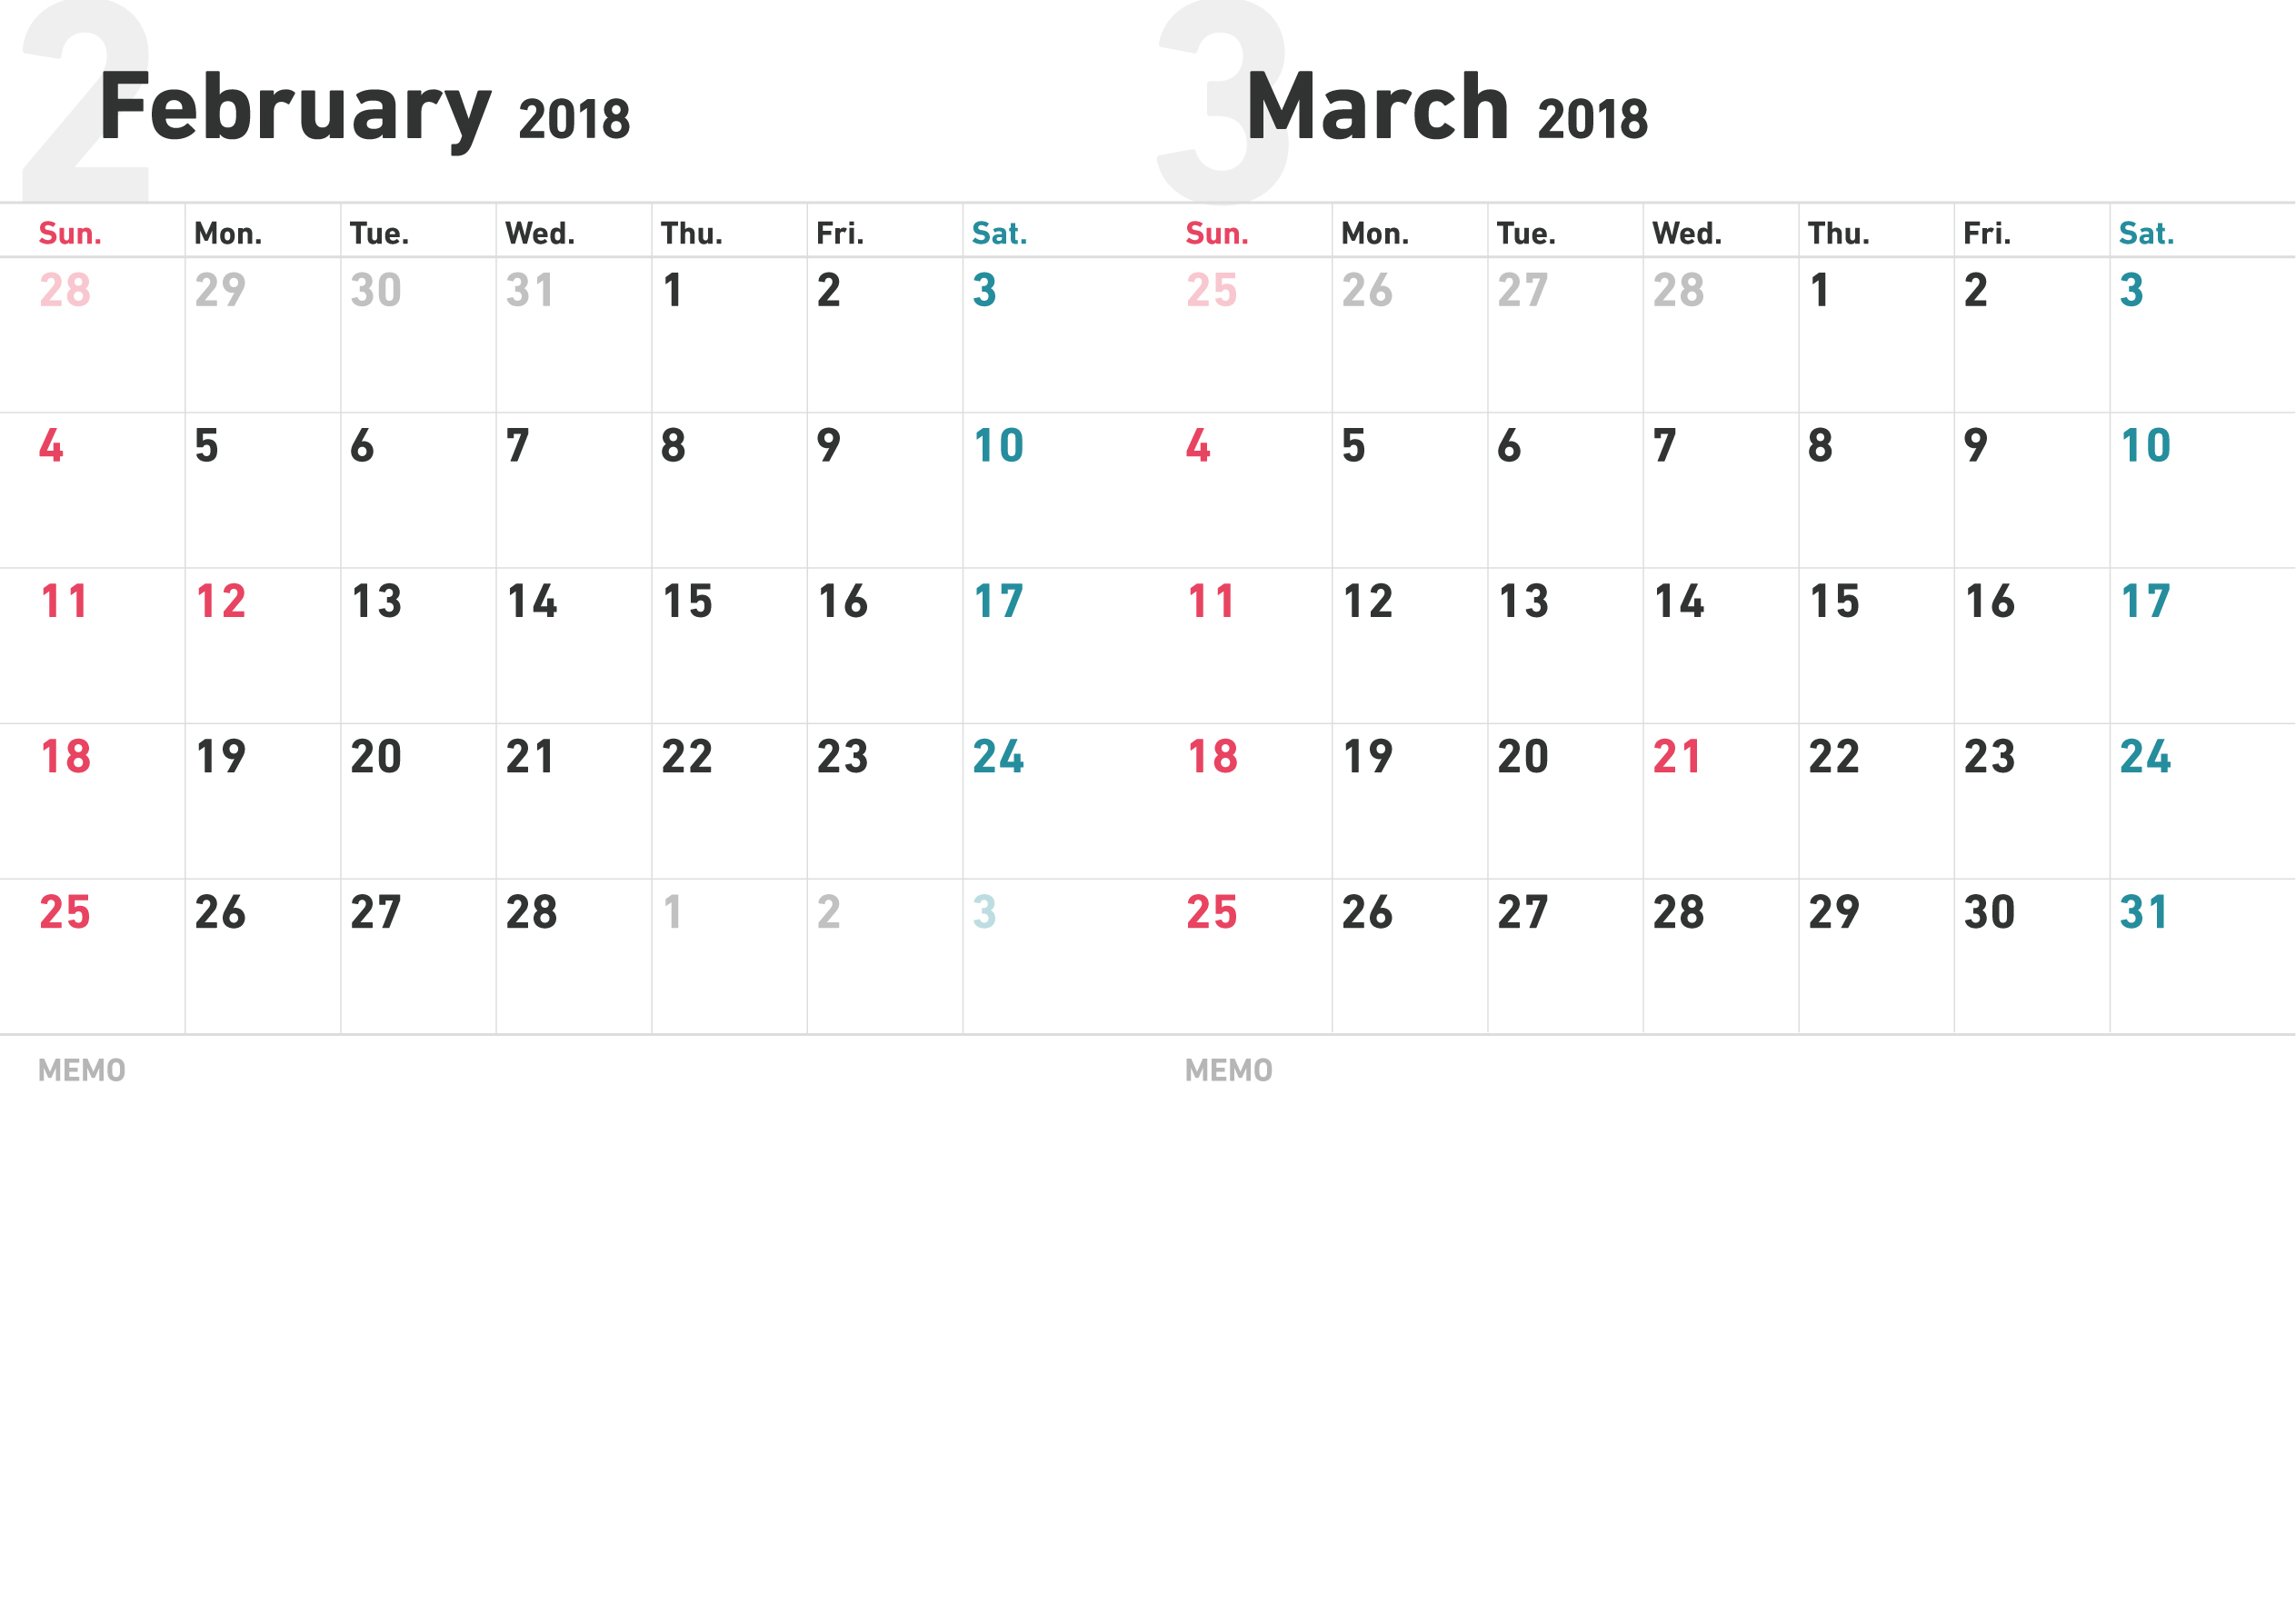 2 February 2018
Sun. Mon. Tue. Wed. Thu. Fri. Sat.
28 29 30 31 1 2 3
4 5 6 7 8 9 10
11 12 13 14 15 16 17
18 19 20 21 22 23 24
25 26 27 28 1 2 3
MEMO
3 March 2018
Sun. Mon. Tue. Wed. Thu. Fri. Sat.
25 26 27 28 1 2 3
4 5 6 7 8 9 10
11 12 13 14 15 16 17
18 19 20 21 22 23 24
25 26 27 28 29 30 31
MEMO